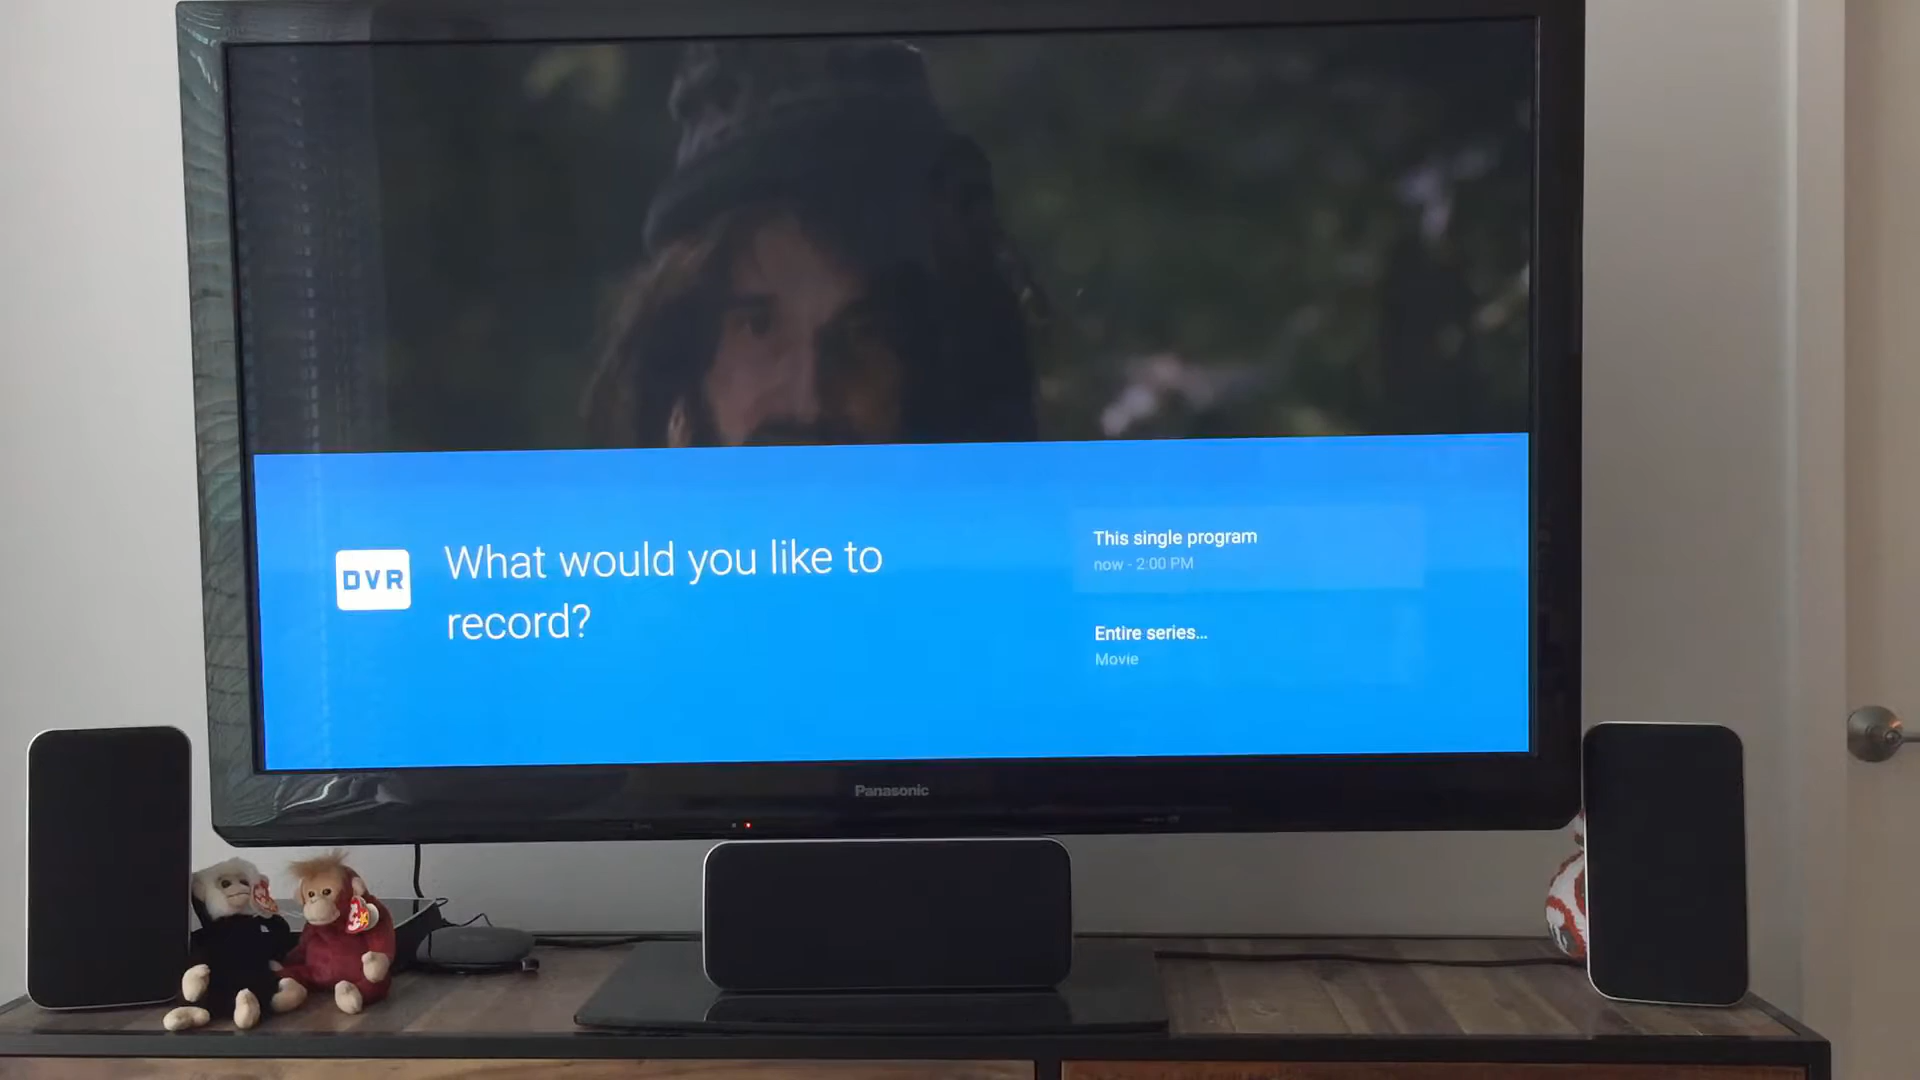 DVR
What would you like to
record?
This single program
now - 2:00 PM
Entire series...
Movie
Panasonic